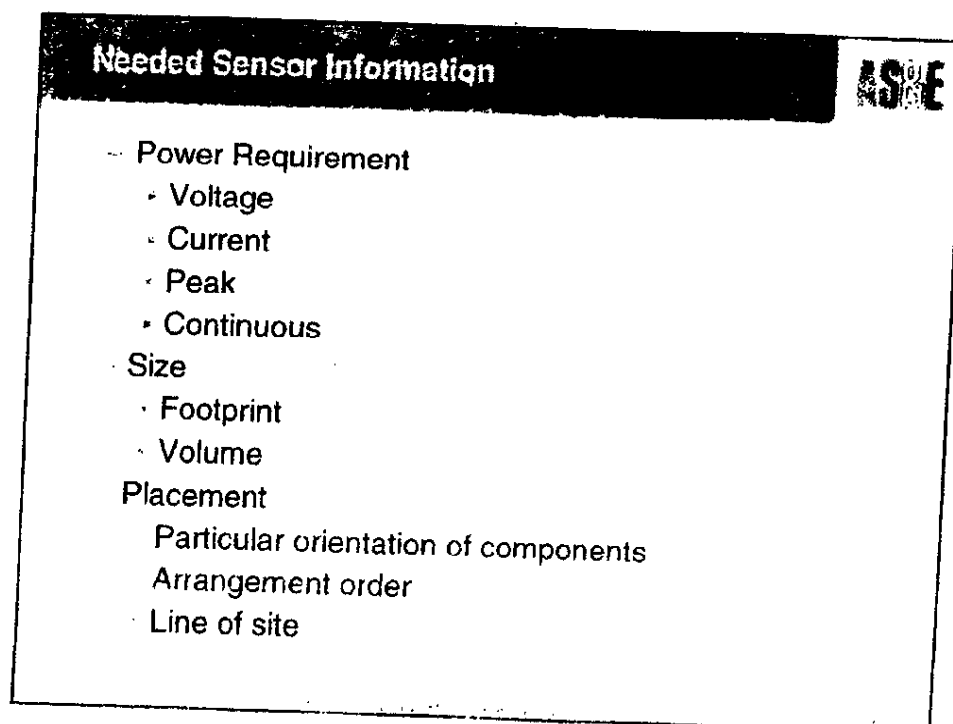 Needed Sensor Information
- Power Requirement
· Voltage
· Current
· Peak
· Continuous
· Size
· Footprint
· Volume
Placement
Particular orientation of components
Arrangement order
· Line of site